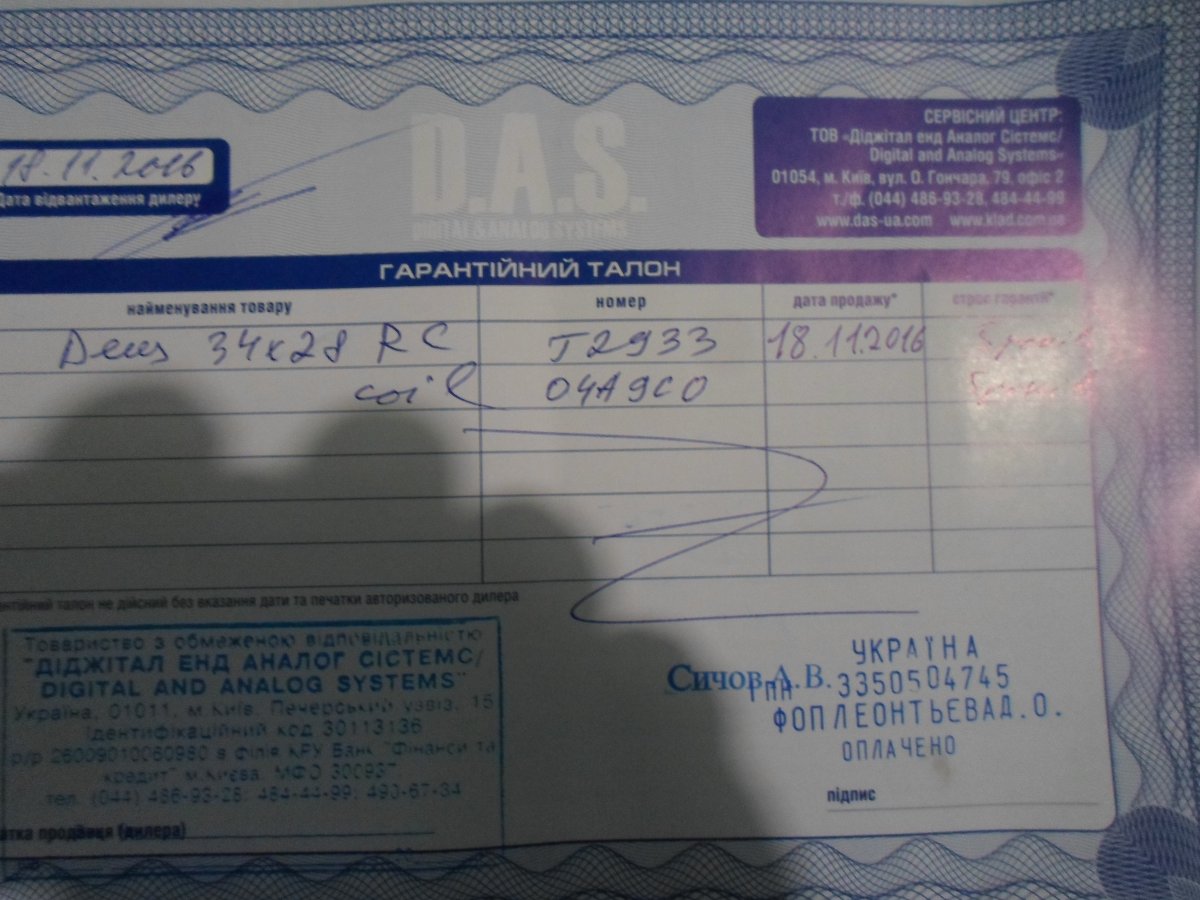 18.11.2016
Дата відвантаження дилеру
D.A.S.
DIGITAL & ANALOG SYSTEMS
СЕРВІСНИЙ ЦЕНТР:
ТОВ «Діджітал енд Аналог Сістемс/
Digital and Analog Systems»
01054, м. Київ, вул. О. Гончара, 79, офіс 2
т./ф. (044) 486-93-28, 484-44-99
www.das-ua.com www.klad.com.ua
ГАРАНТІЙНИЙ ТАЛОН
найменування товару номер дата продажу* строк гарантії*
Deus 34x28 RC T2933 18.11.2016
coil 04A9C0
талон не дійсний без вказання дати та печатки авторизованого дилера
Товариство з обмеженою відповідальністю
"ДІДЖІТАЛ ЕНД АНАЛОГ СІСТЕМС/
DIGITAL AND ANALOG SYSTEMS"
Україна, 01011, м.Київ, Печерський узвіз, 15
Ідентифікаційний код 30113136
р/р 26009010060980 в філія КРУ Банк "Фінанси та
кредит" м.Києва, МФО 300937
тел. (044) 486-93-28; 484-44-99; 493-67-34
продавця (дилера)
УКРАЇНА
Сичов А.В.
РПН 3350504745
ФОПЛЕОНТЬЄВАД.О.
ОПЛАЧЕНО
підпис